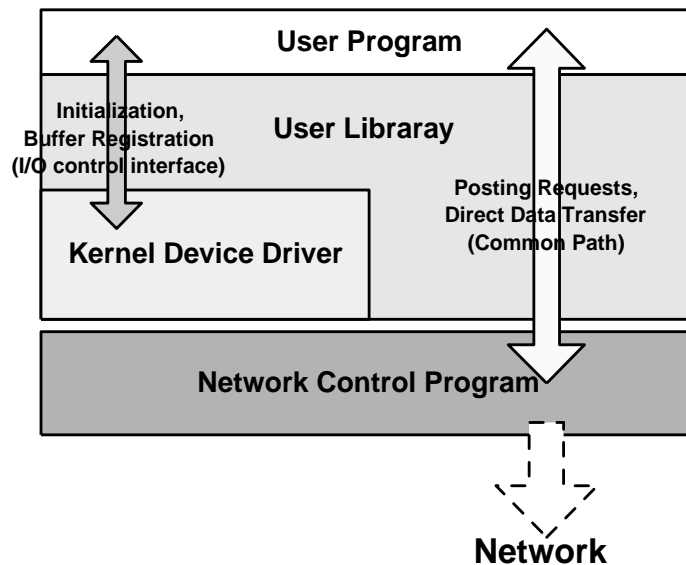 User Program
Initialization,
Buffer Registration
(I/O control interface)
User Libraray
Posting Requests,
Direct Data Transfer
(Common Path)
Kernel Device Driver
Network Control Program
Network